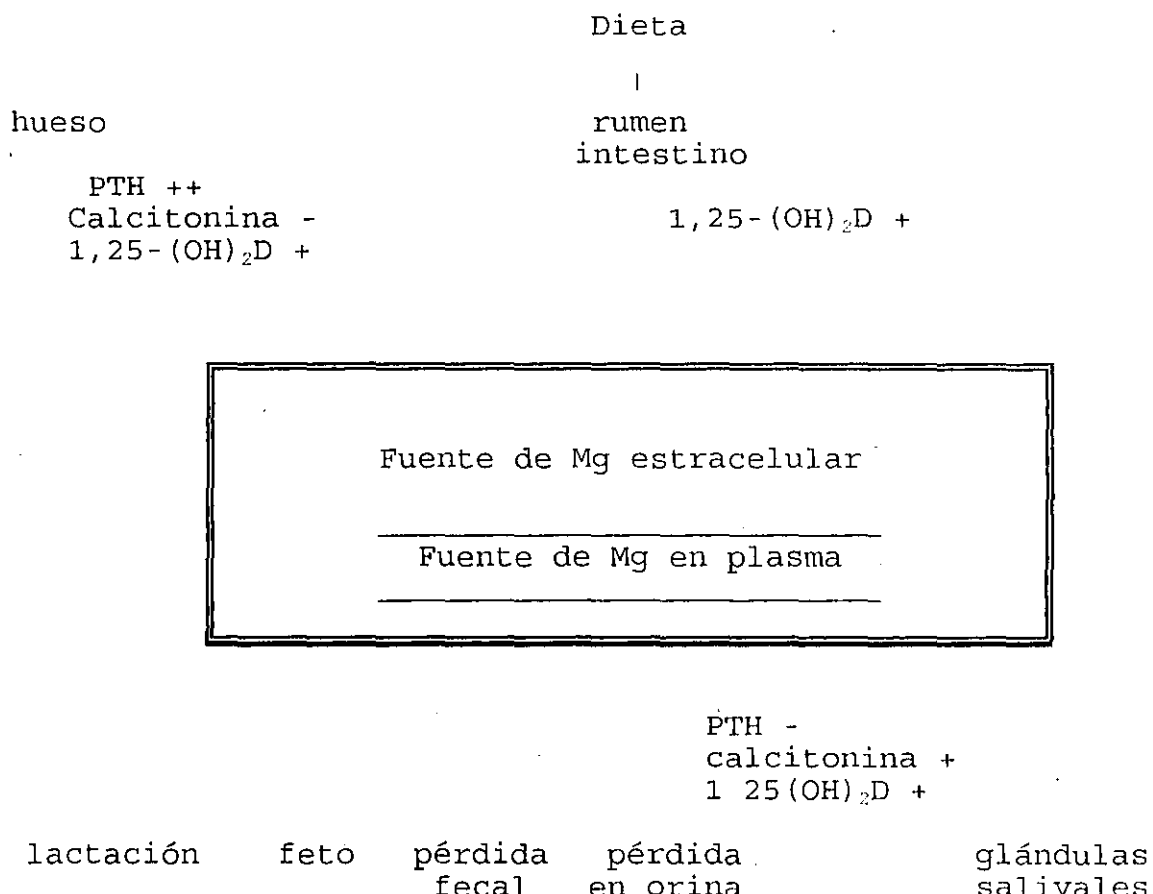 Dieta
|
hueso rumen
intestino
PTH ++
Calcitonina - 1,25-(OH)₂D +
1,25-(OH)₂D +
Fuente de Mg estracelular
Fuente de Mg en plasma
PTH -
calcitonina +
1 25(OH)₂D +
lactación feto pérdida pérdida glándulas
fecal en orina salivales